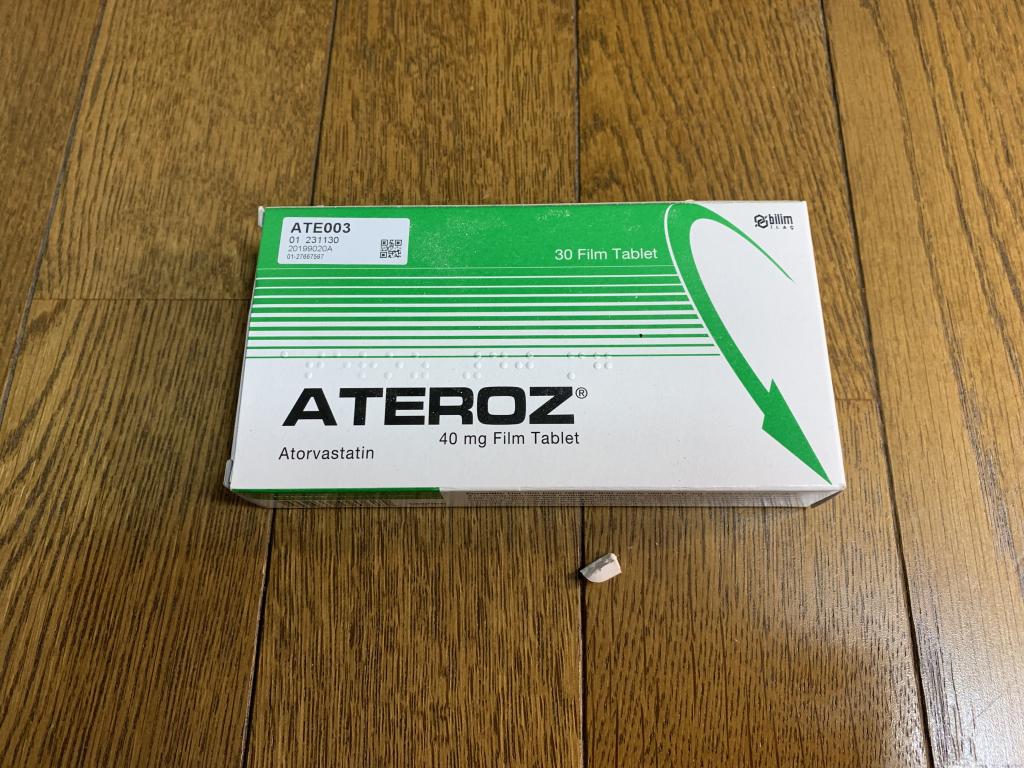 ATE003
01 231130
20199020A
01-27667597
30 Film Tablet
bilim
İLAÇ
ATEROZ®
40 mg Film Tablet
Atorvastatin